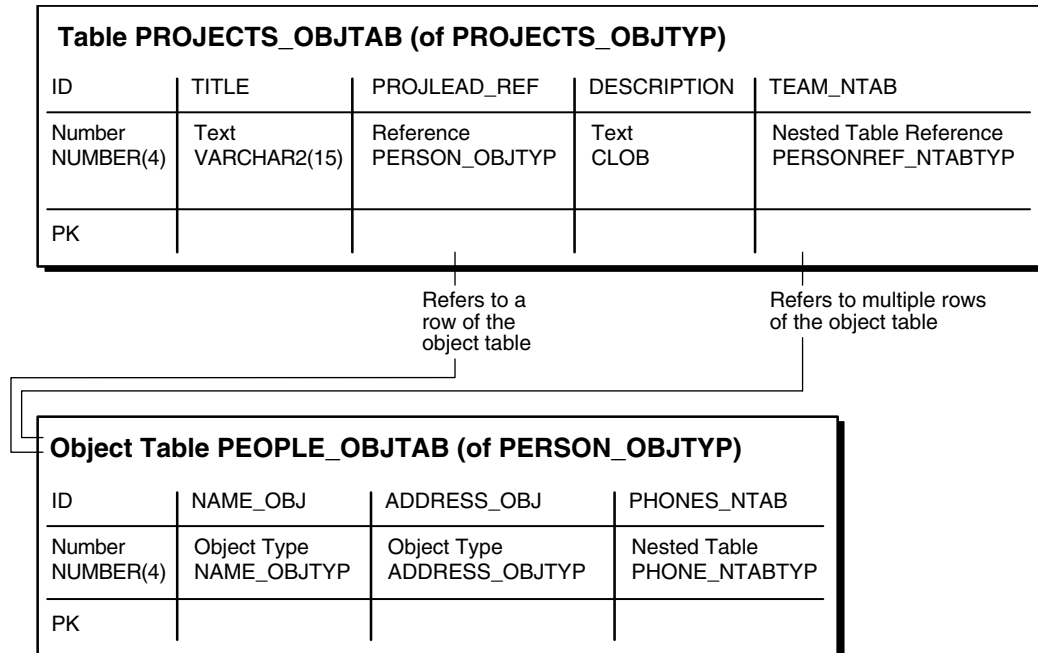 Table PROJECTS_OBJTAB (of PROJECTS_OBJTYP)
ID TITLE PROJLEAD_REF DESCRIPTION TEAM_NTAB
Number Text Reference Text Nested Table Reference
NUMBER(4) VARCHAR2(15) PERSON_OBJTYP CLOB PERSONREF_NTABTYP
PK
Refers to a
row of the
object table
Refers to multiple rows
of the object table
Object Table PEOPLE_OBJTAB (of PERSON_OBJTYP)
ID NAME_OBJ ADDRESS_OBJ PHONES_NTAB
Number Object Type Object Type Nested Table
NUMBER(4) NAME_OBJTYP ADDRESS_OBJTYP PHONE_NTABTYP
PK